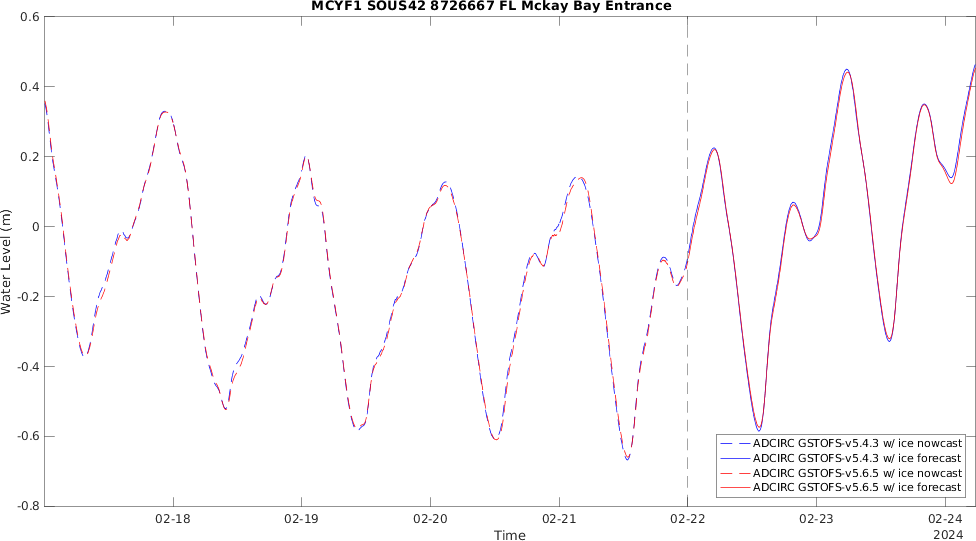 MCYF1 SOUS42 8726667 FL Mckay Bay Entrance
0.6
0.4
0.2
0
-0.2
-0.4
-0.6
-0.8
Water Level (m)
ADCIRC GSTOFS-v5.4.3 w/ ice nowcast
ADCIRC GSTOFS-v5.4.3 w/ ice forecast
ADCIRC GSTOFS-v5.6.5 w/ ice nowcast
ADCIRC GSTOFS-v5.6.5 w/ ice forecast
02-18 02-19 02-20 02-21 02-22 02-23 02-24
Time 2024